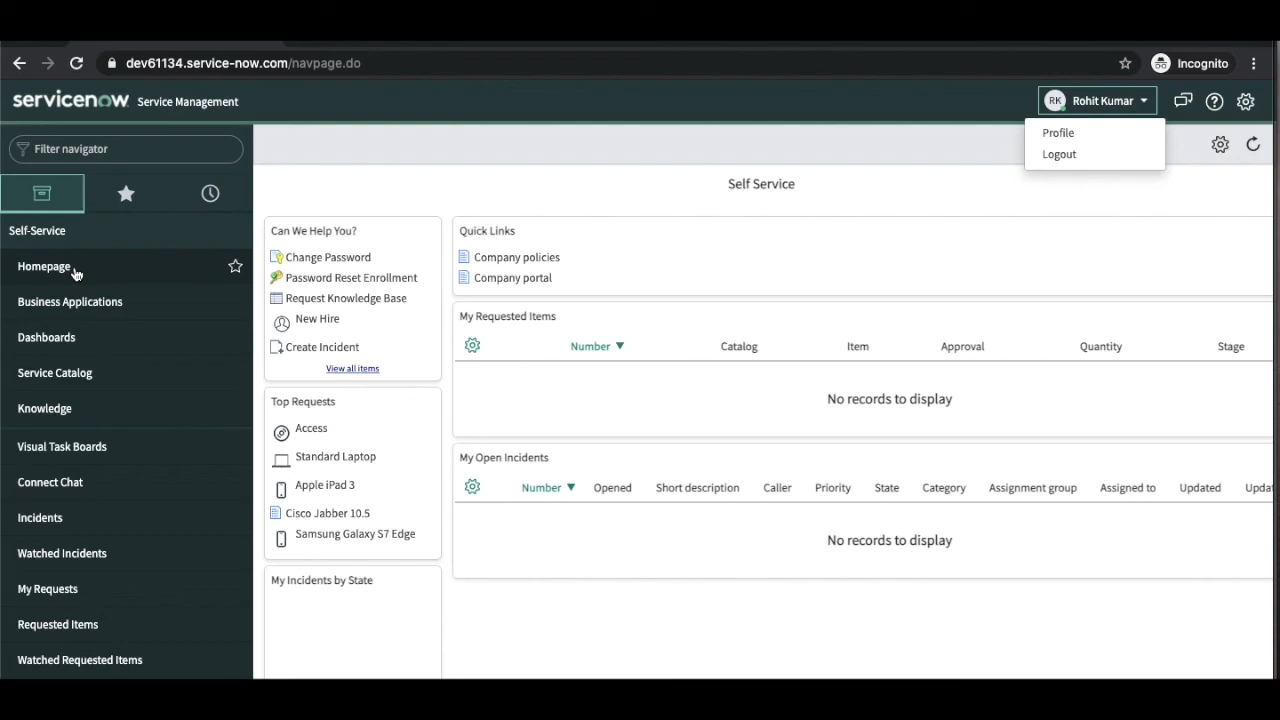 dev61134.service-now.com/navpage.do
Incognito
servicenow Service Management
RK Rohit Kumar
Profile
Logout
Filter navigator
Self-Service
Homepage
Business Applications
Dashboards
Service Catalog
Knowledge
Visual Task Boards
Connect Chat
Incidents
Watched Incidents
My Requests
Requested Items
Watched Requested Items
Self Service
Can We Help You?
Change Password
Password Reset Enrollment
Request Knowledge Base
New Hire
Create Incident
View all items
Top Requests
Access
Standard Laptop
Apple iPad 3
Cisco Jabber 10.5
Samsung Galaxy S7 Edge
My Incidents by State
Quick Links
Company policies
Company portal
My Requested Items
Number Catalog Item Approval Quantity Stage
No records to display
My Open Incidents
Number Opened Short description Caller Priority State Category Assignment group Assigned to Updated
No records to display